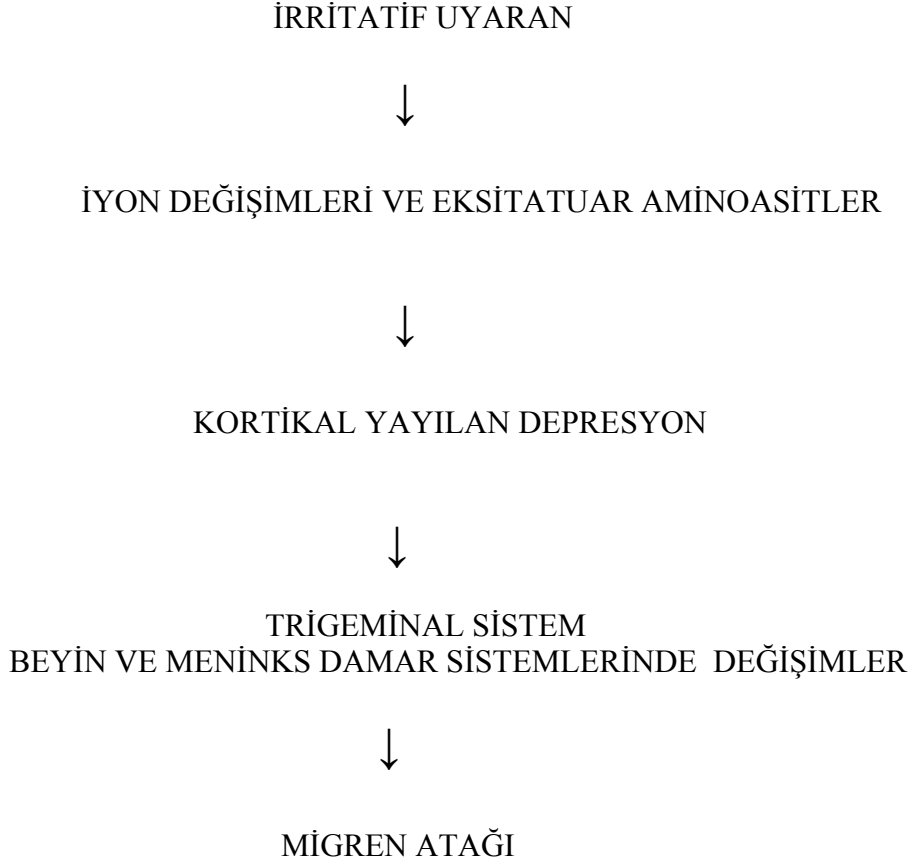 İRRİTATİF UYARAN
↓
İYON DEĞİŞİMLERİ VE EKSİTATUAR AMİNOASİTLER
↓
KORTİKAL YAYILAN DEPRESYON
↓
TRİGEMİNAL SİSTEM
BEYİN VE MENİNKS DAMAR SİSTEMLERİNDE DEĞİŞİMLER
↓
MİGREN ATAĞI